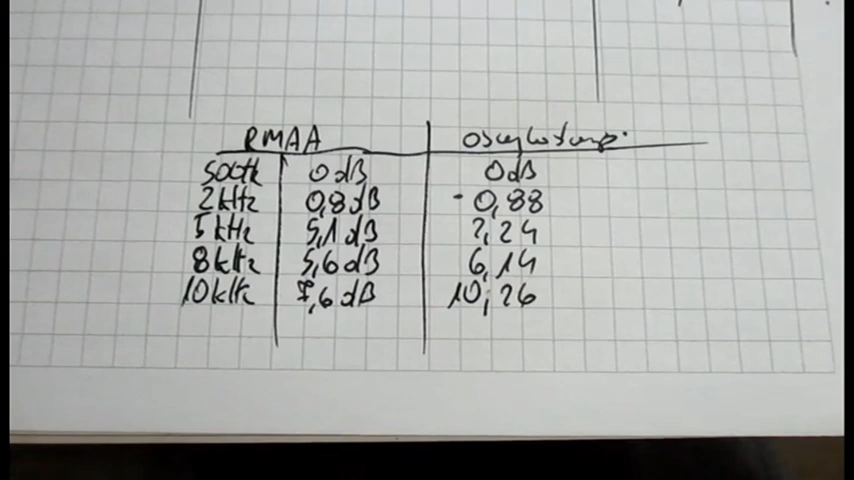 RMAA oscyloskop.
500Hz 0dB 0dB
2kHz 0,8dB - 0,88
5kHz 5,1dB 2,24
8kHz 5,6dB 6,14
10kHz 7,6dB 10,26